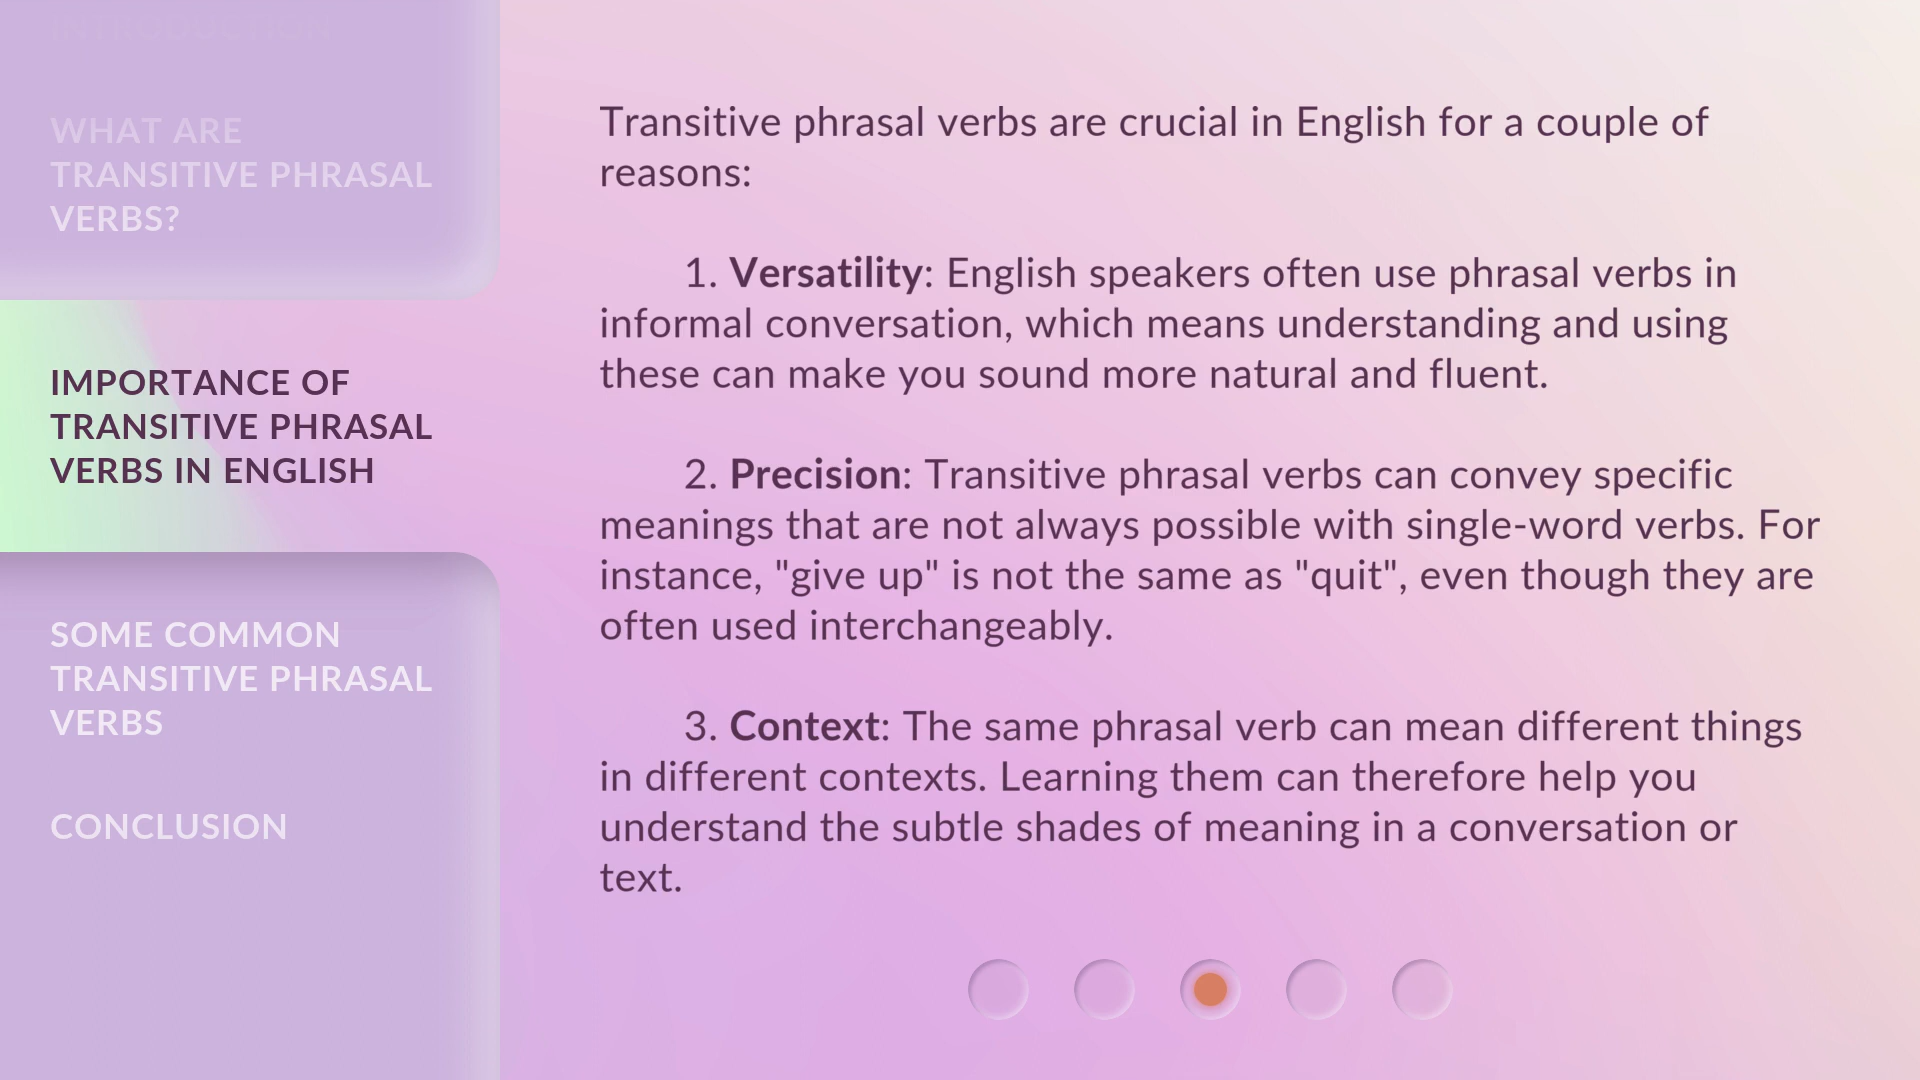 INTRODUCTION
WHAT ARE
TRANSITIVE PHRASAL
VERBS?
IMPORTANCE OF
TRANSITIVE PHRASAL
VERBS IN ENGLISH
SOME COMMON
TRANSITIVE PHRASAL
VERBS
CONCLUSION
Transitive phrasal verbs are crucial in English for a couple of
reasons:
1. Versatility: English speakers often use phrasal verbs in
informal conversation, which means understanding and using
these can make you sound more natural and fluent.
2. Precision: Transitive phrasal verbs can convey specific
meanings that are not always possible with single-word verbs. For
instance, "give up" is not the same as "quit", even though they are
often used interchangeably.
3. Context: The same phrasal verb can mean different things
in different contexts. Learning them can therefore help you
understand the subtle shades of meaning in a conversation or
text.